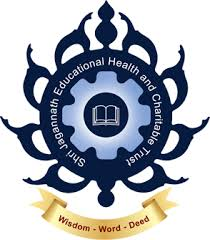 Shri Jagannath Educational Health and Charitable Trust
Wisdom - Word - Deed